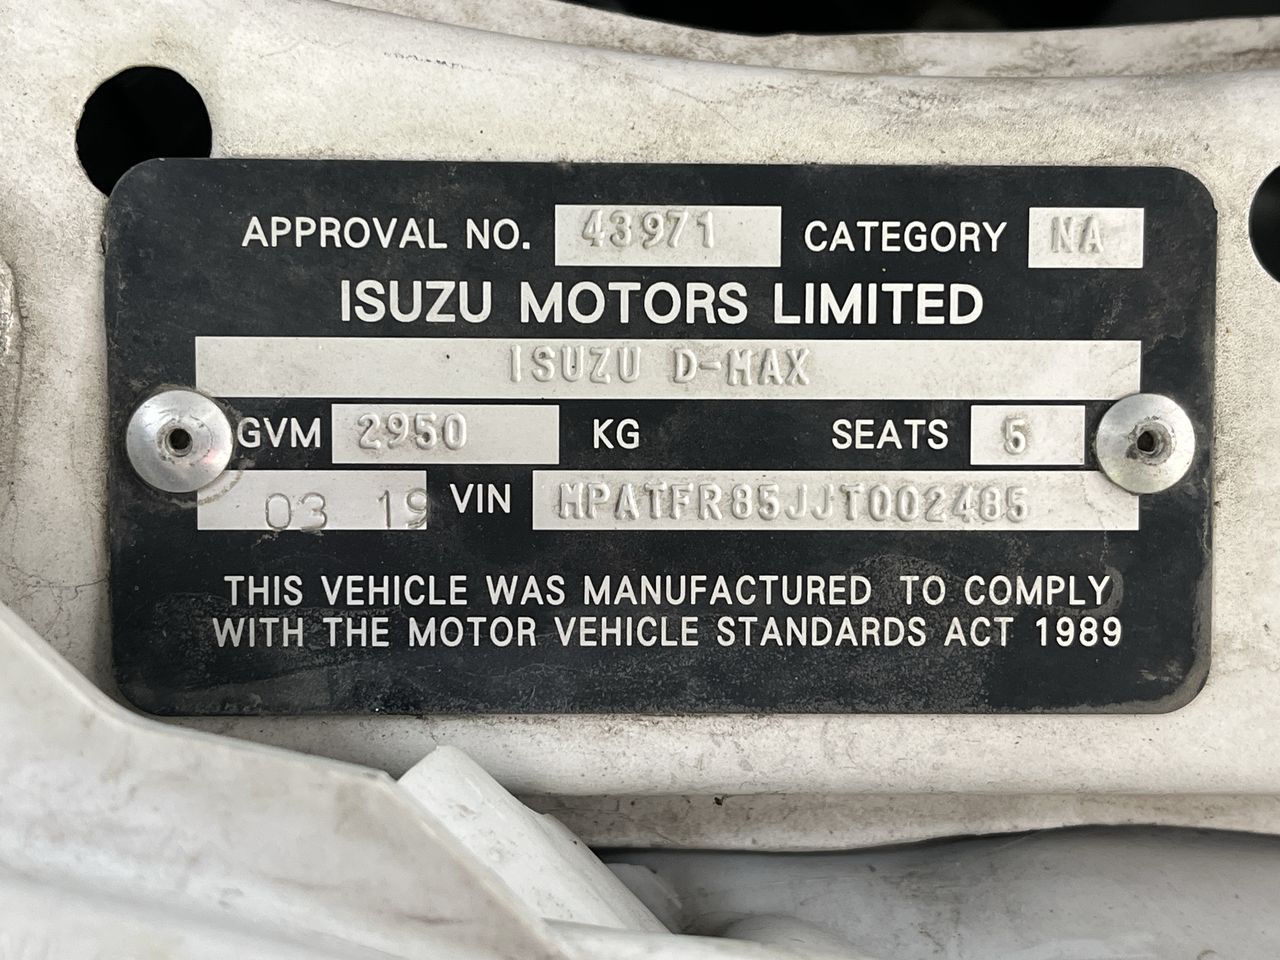 APPROVAL NO. 43971 CATEGORY NA
ISUZU MOTORS LIMITED
ISUZU D-MAX
GVM 2950 KG SEATS 5
03 19 VIN MPATFR85JJT002485
THIS VEHICLE WAS MANUFACTURED TO COMPLY
WITH THE MOTOR VEHICLE STANDARDS ACT 1989